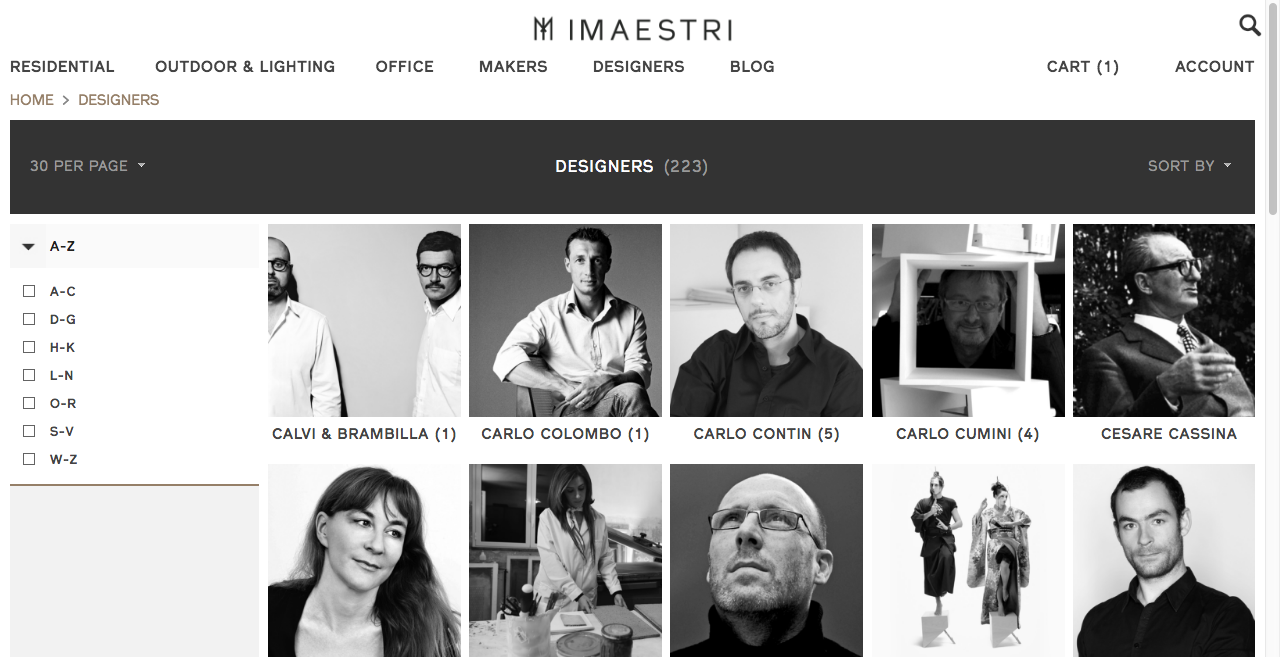 IMAESTRI
RESIDENTIAL OUTDOOR & LIGHTING OFFICE MAKERS DESIGNERS BLOG CART (1) ACCOUNT
HOME > DESIGNERS
30 PER PAGE DESIGNERS (223) SORT BY
A-Z
A-C
D-G
H-K
L-N
O-R
S-V
W-Z
CALVI & BRAMBILLA (1) CARLO COLOMBO (1) CARLO CONTIN (5) CARLO CUMINI (4) CESARE CASSINA